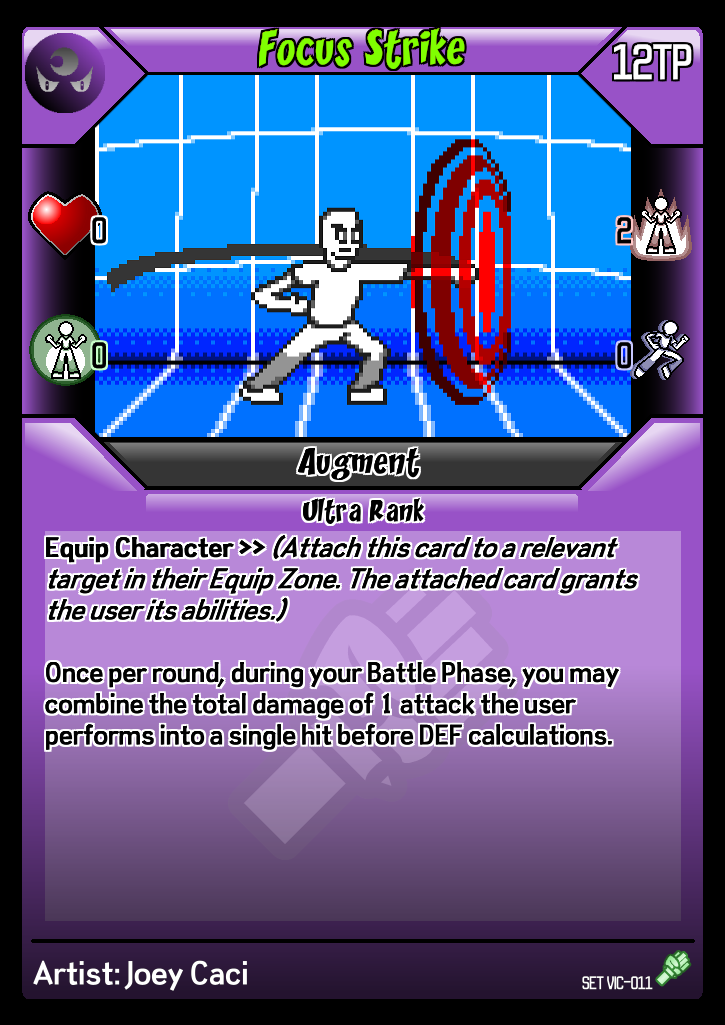 Focus Strike
12TP
0
2
0
0
Augment
Ultra Rank
Equip Character >> (Attach this card to a relevant
target in their Equip Zone. The attached card grants
the user its abilities.)
Once per round, during your Battle Phase, you may
combine the total damage of 1 attack the user
performs into a single hit before DEF calculations.
Artist: Joey Caci
SET VIC-011